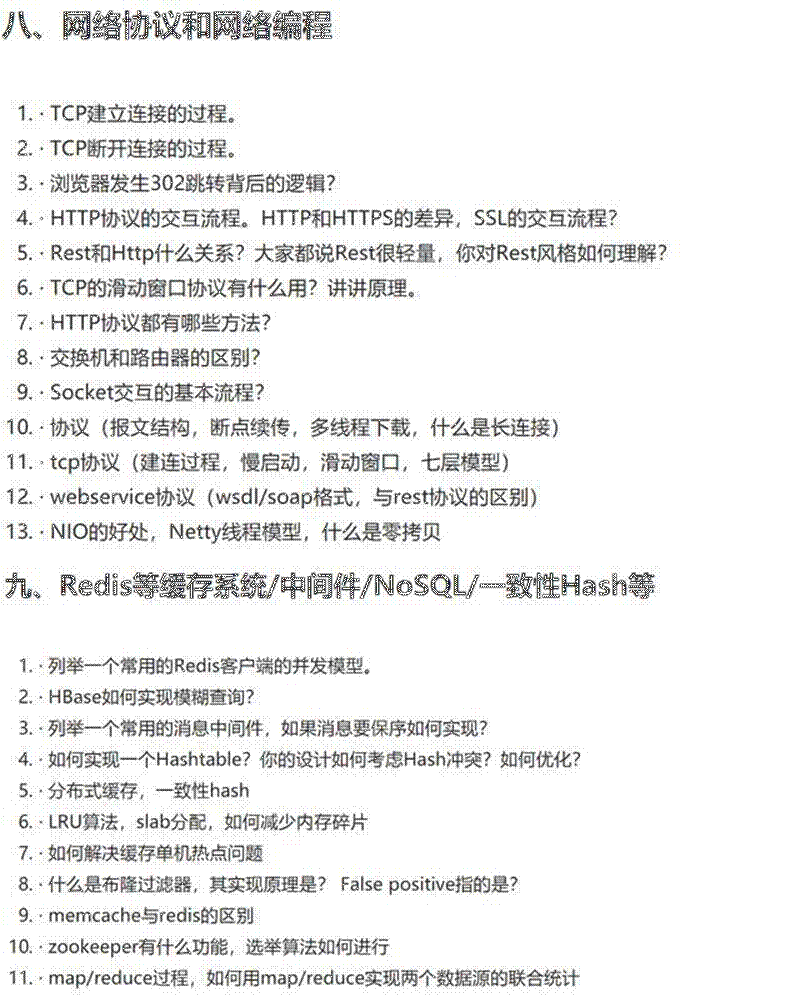 八、网络协议和网络编程
1. · TCP建立连接的过程。
2. · TCP断开连接的过程。
3. · 浏览器发生302跳转背后的逻辑？
4. · HTTP协议的交互流程。HTTP和HTTPS的差异，SSL的交互流程？
5. · Rest和Http什么关系？大家都说Rest很轻量，你对Rest风格如何理解？
6. · TCP的滑动窗口协议有什么用？讲讲原理。
7. · HTTP协议都有哪些方法？
8. · 交换机和路由器的区别？
9. · Socket交互的基本流程？
10. · 协议（报文结构，断点续传，多线程下载，什么是长连接）
11. · tcp协议（建连过程，慢启动，滑动窗口，七层模型）
12. · webservice协议（wsdl/soap格式，与rest协议的区别）
13. · NIO的好处，Netty线程模型，什么是零拷贝
九、Redis等缓存系统/中间件/NoSQL/一致性Hash等
1. · 列举一个常用的Redis客户端的并发模型。
2. · HBase如何实现模糊查询？
3. · 列举一个常用的消息中间件，如果消息要保序如何实现？
4. · 如何实现一个Hashtable？你的设计如何考虑Hash冲突？如何优化？
5. · 分布式缓存，一致性hash
6. · LRU算法，slab分配，如何减少内存碎片
7. · 如何解决缓存单机热点问题
8. · 什么是布隆过滤器，其实现原理是？ False positive指的是？
9. · memcache与redis的区别
10. · zookeeper有什么功能，选举算法如何进行
11. · map/reduce过程，如何用map/reduce实现两个数据源的联合统计